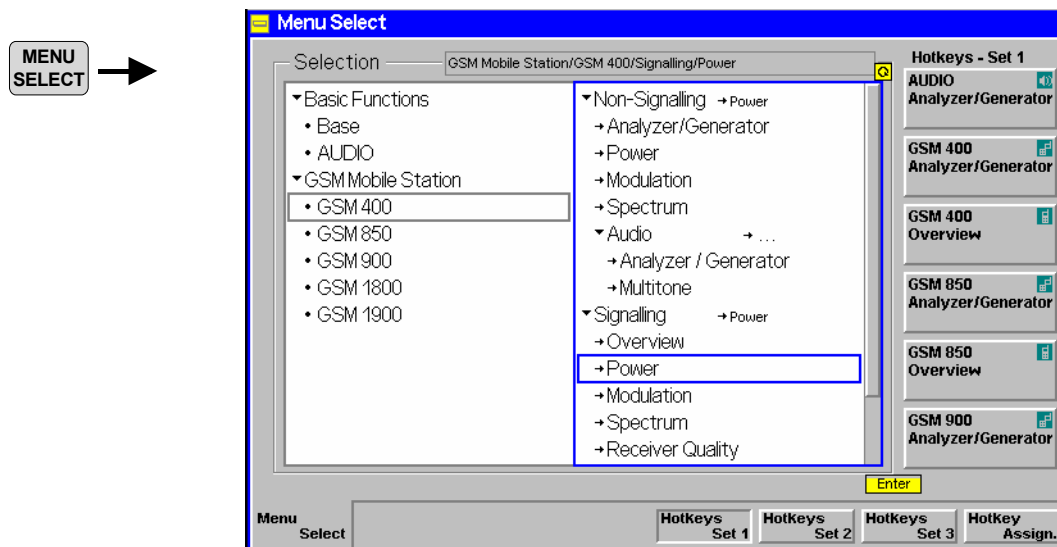 MENU
SELECT
Menu Select
Selection
GSM Mobile Station/GSM 400/Signalling/Power
Basic Functions
• Base
• AUDIO
GSM Mobile Station
• GSM 400
• GSM 850
• GSM 900
• GSM 1800
• GSM 1900
Non-Signalling → Power
→ Analyzer/Generator
→ Power
→ Modulation
→ Spectrum
Audio → ...
→ Analyzer / Generator
→ Multitone
Signalling → Power
→ Overview
→ Power
→ Modulation
→ Spectrum
→ Receiver Quality
Enter
Hotkeys - Set 1
AUDIO
Analyzer/Generator
GSM 400
Analyzer/Generator
GSM 400
Overview
GSM 850
Analyzer/Generator
GSM 850
Overview
GSM 900
Analyzer/Generator
Menu
Select
Hotkeys
Set 1
Hotkeys
Set 2
Hotkeys
Set 3
Hotkey
Assign.